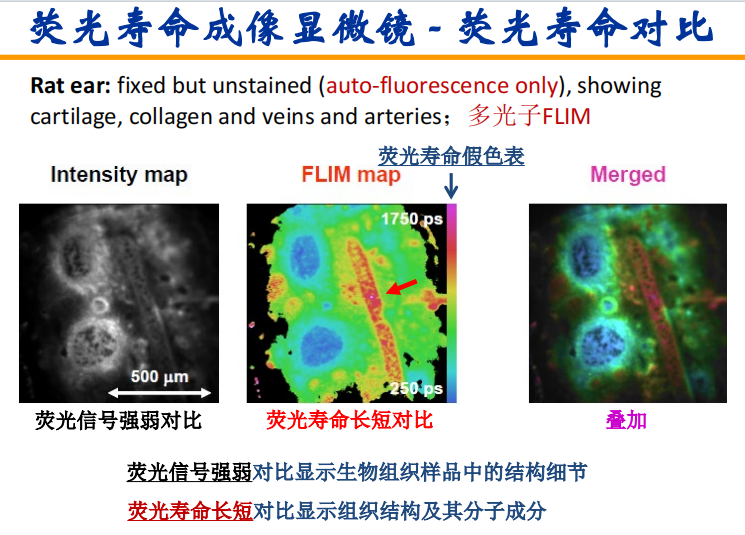 荧光寿命成像显微镜 - 荧光寿命对比
Rat ear: fixed but unstained (auto-fluorescence only), showing
cartilage, collagen and veins and arteries；多光子FLIM
荧光寿命假色表
Intensity map
FLIM map
Merged
1750 ps
500 µm
250 ps
荧光信号强弱对比
荧光寿命长短对比
叠加
荧光信号强弱对比显示生物组织样品中的结构细节
荧光寿命长短对比显示组织结构及其分子成分